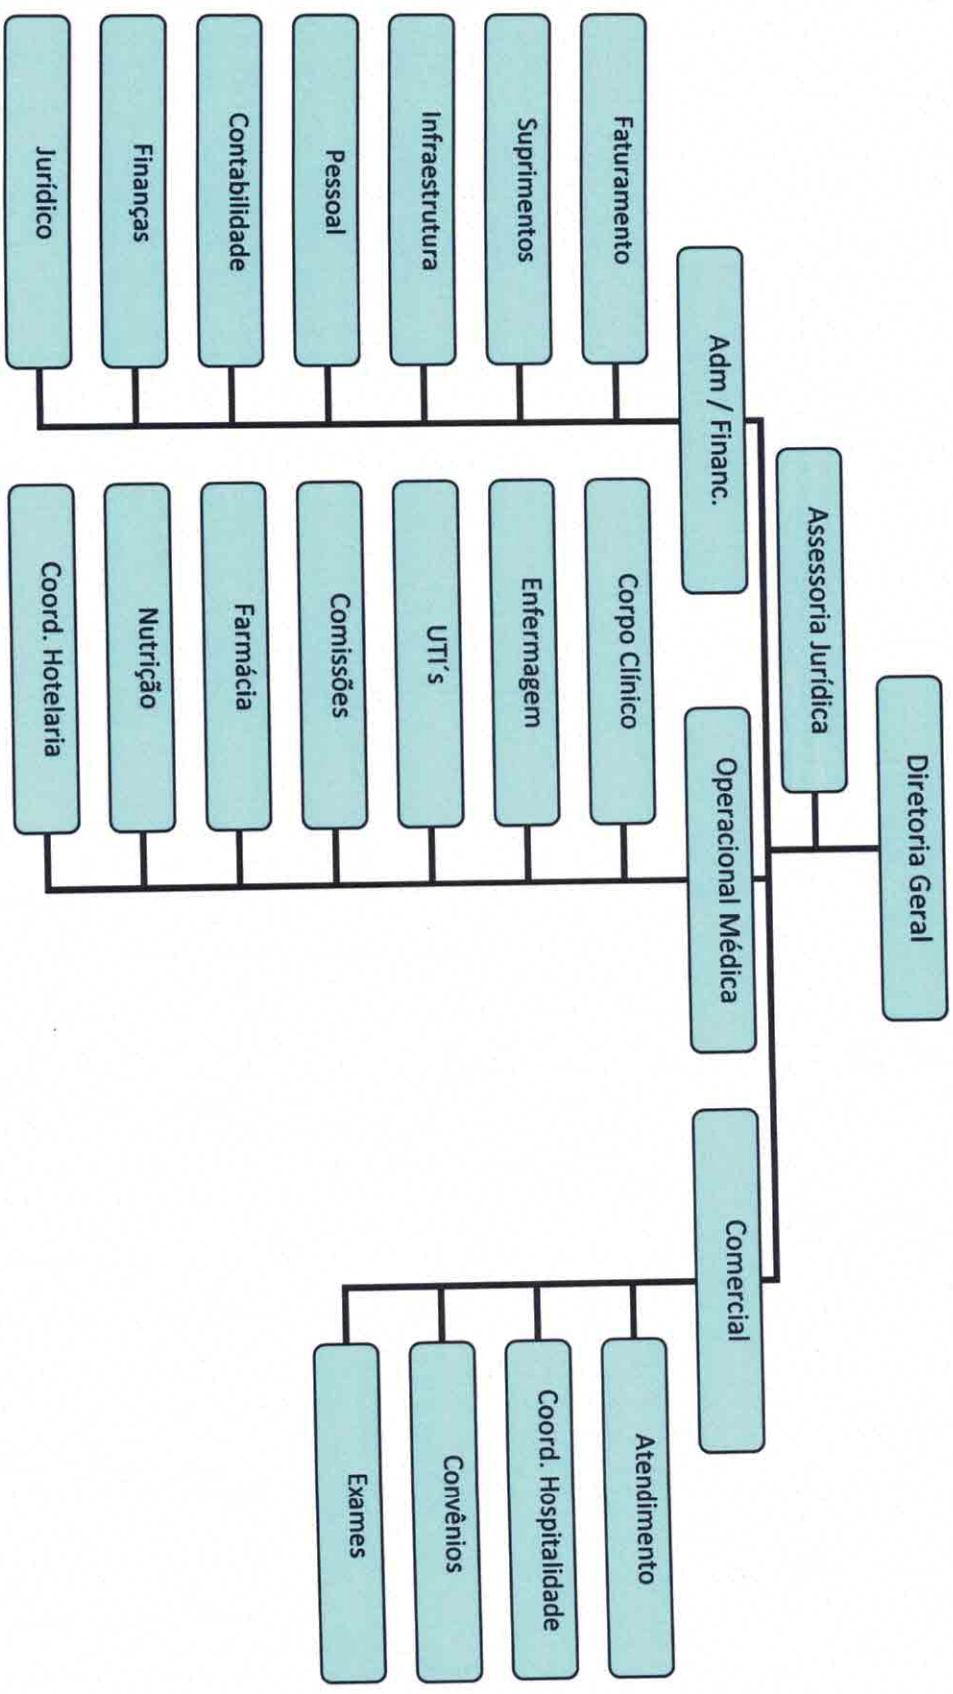 Diretoria Geral
Assessoria Jurídica
Adm / Financ.
Operacional Médica
Comercial
Faturamento
Suprimentos
Infraestrutura
Pessoal
Contabilidade
Finanças
Jurídico
Corpo Clínico
Enfermagem
UTI´s
Comissões
Farmácia
Nutrição
Coord. Hotelaria
Atendimento
Coord. Hospitalidade
Convênios
Exames